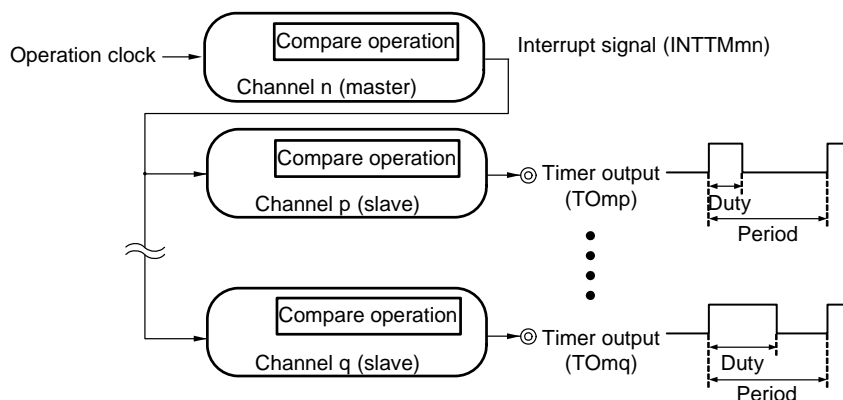 Compare operation
Operation clock
Interrupt signal (INTTMmn)
Channel n (master)
Compare operation
Channel p (slave)
Timer output
(TOmp)
Duty
Period
Compare operation
Channel q (slave)
Timer output
(TOmq)
Duty
Period